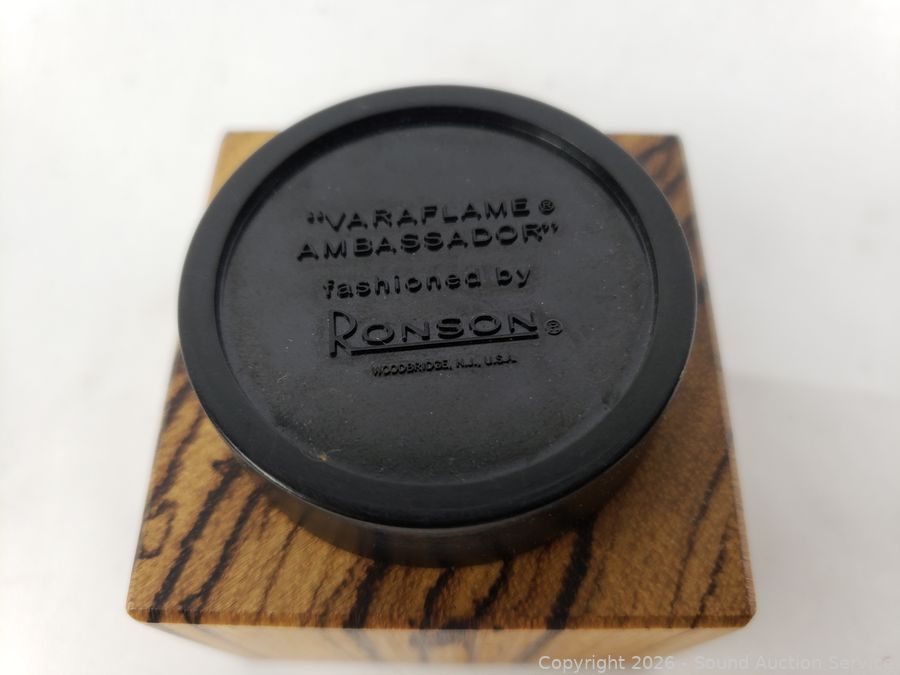 "VARAFLAME®
AMBASSADOR"
fashioned by
RONSON®
WOODBRIDGE, N.J., U.S.A.
Copyright 2026 - Sound Auction Service